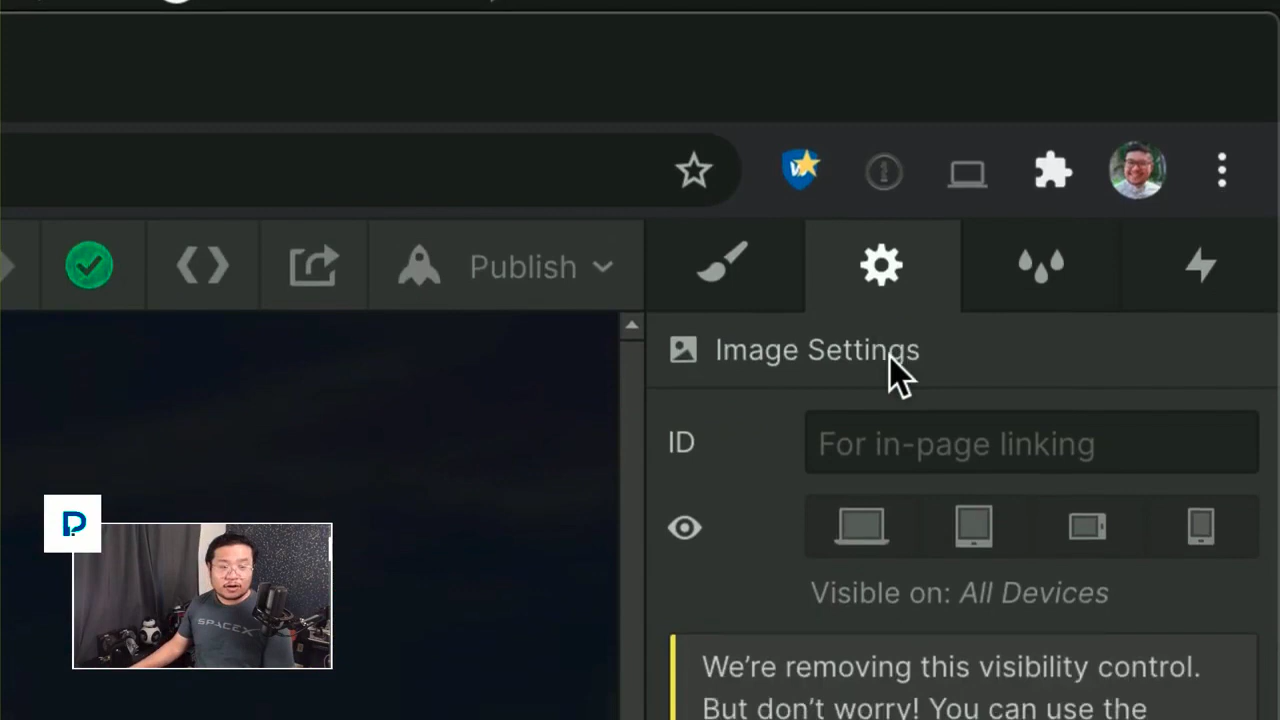 Publish
Image Settings
ID
For in-page linking
Visible on: All Devices
We're removing this visibility control.
But don't worry! You can use the
SPACEX